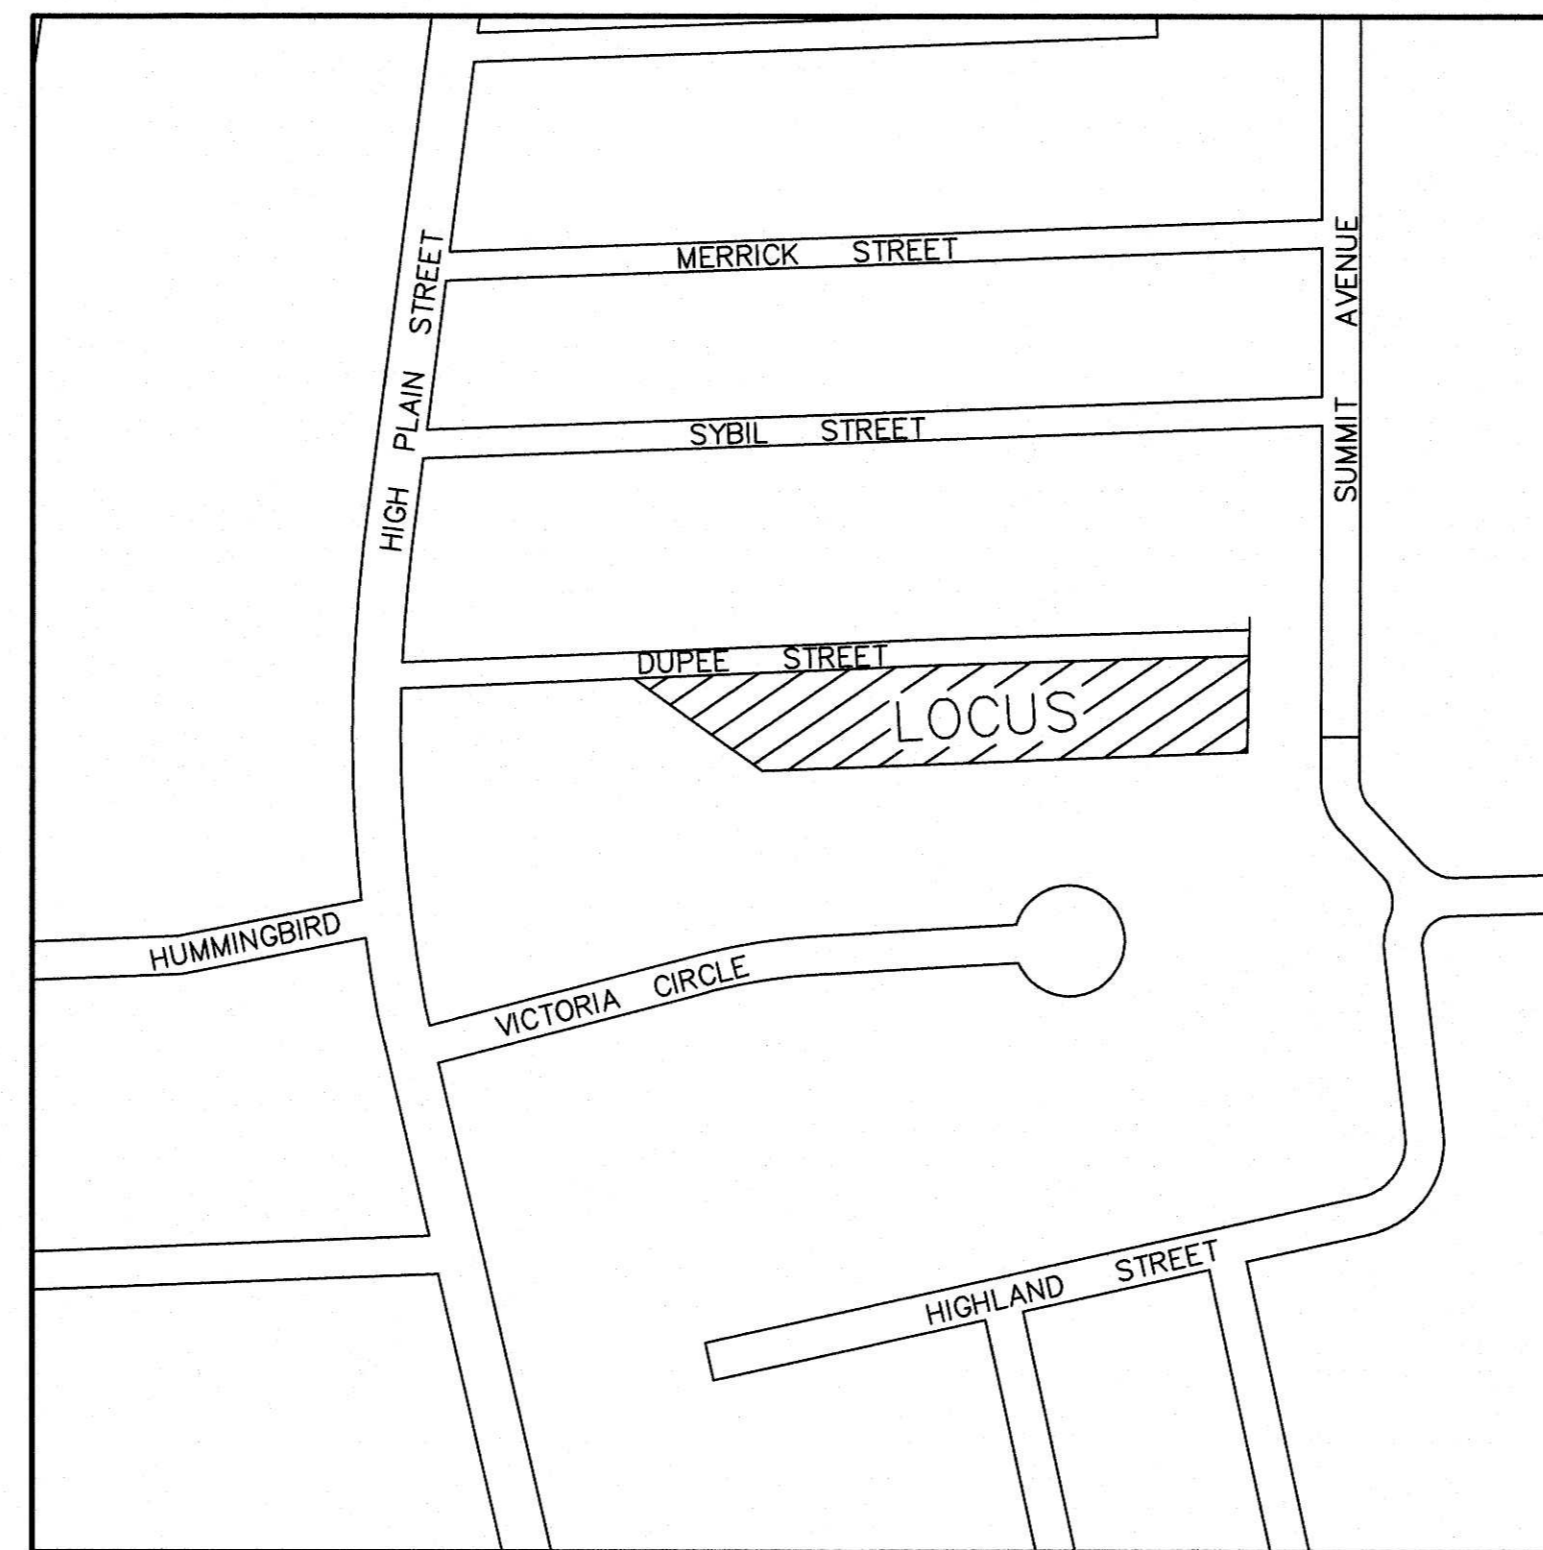 MERRICK STREET
HIGH PLAIN STREET
SUMMIT AVENUE
SYBIL STREET
DUPEE STREET
LOCUS
HUMMINGBIRD
VICTORIA CIRCLE
HIGHLAND STREET